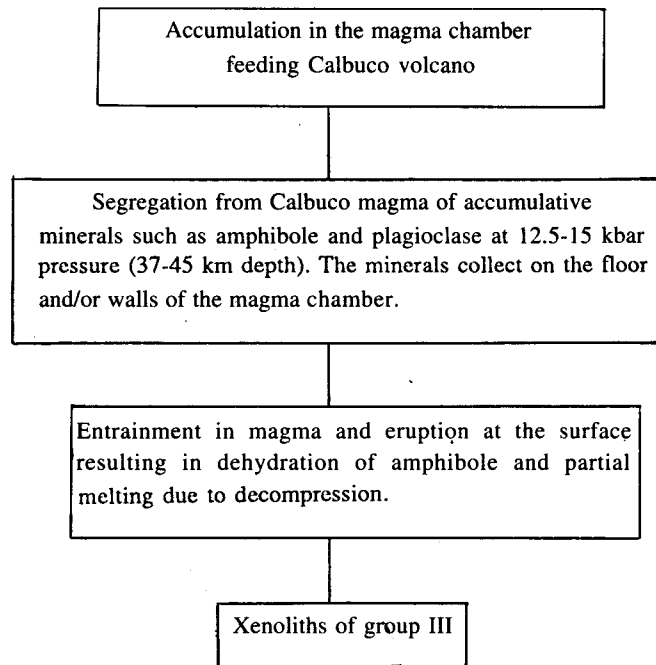 Accumulation in the magma chamber
feeding Calbuco volcano
Segregation from Calbuco magma of accumulative
minerals such as amphibole and plagioclase at 12.5-15 kbar
pressure (37-45 km depth). The minerals collect on the floor
and/or walls of the magma chamber.
Entrainment in magma and eruption at the surface
resulting in dehydration of amphibole and partial
melting due to decompression.
Xenoliths of group III